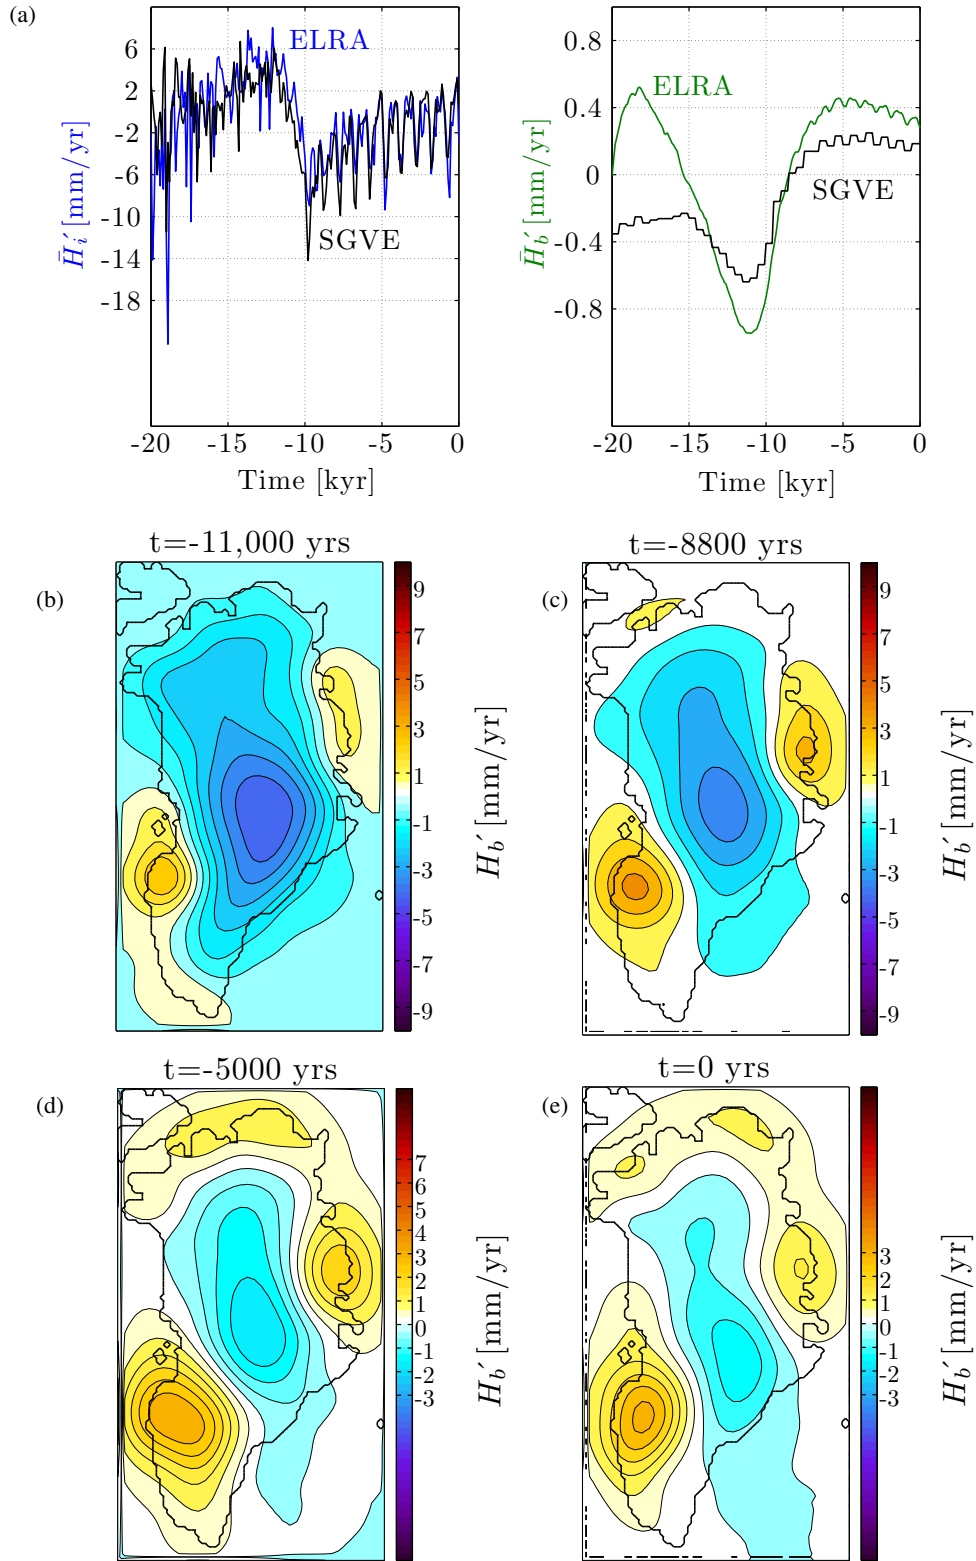 (a)
6
2
-2
-6
-10
-14
-18
H̄i′ [mm/yr]
ELRA
SGVE
-20 -15 -10 -5 0
Time [kyr]
0.8
0.4
0
-0.4
-0.8
H̄b′ [mm/yr]
ELRA
SGVE
-20 -15 -10 -5 0
Time [kyr]
t=-11,000 yrs
(b)
9
7
5
3
1
-1
-3
-5
-7
-9
Hb′ [mm/yr]
t=-8800 yrs
(c)
9
7
5
3
1
-1
-3
-5
-7
-9
Hb′ [mm/yr]
t=-5000 yrs
(d)
7
6
5
4
3
2
1
0
-1
-2
-3
Hb′ [mm/yr]
t=0 yrs
(e)
3
2
1
0
-1
-2
-3
Hb′ [mm/yr]